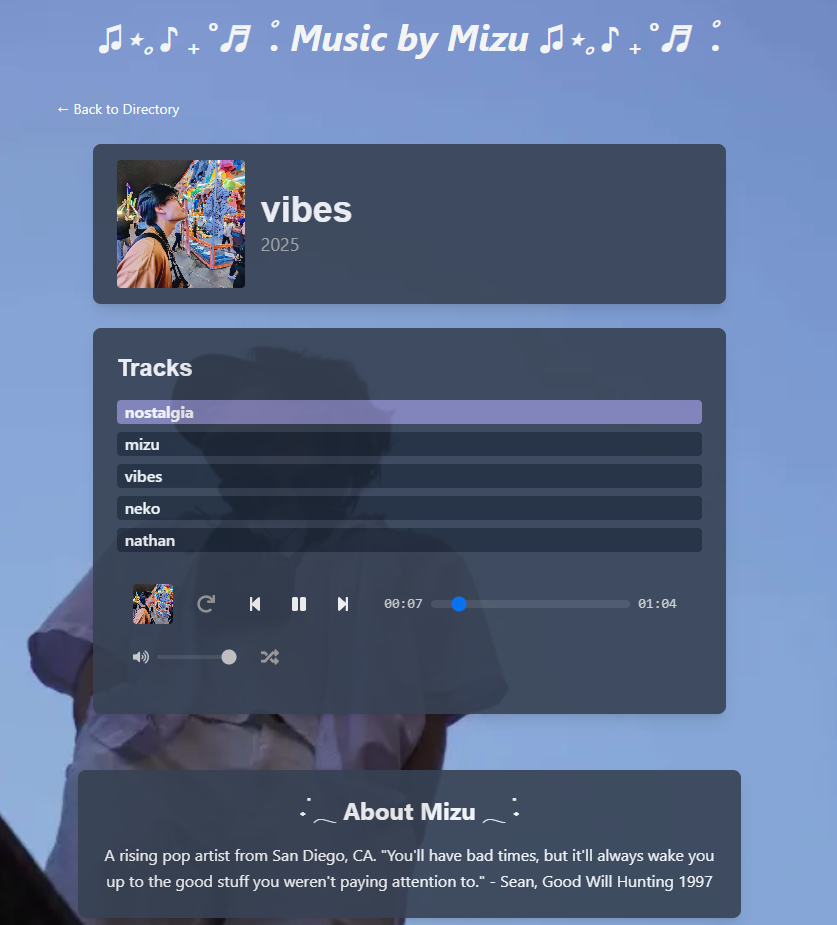 ♫⋆｡♪ ₊˚♬ ﾟ. Music by Mizu ♫⋆｡♪ ₊˚♬ ﾟ.
← Back to Directory
vibes
2025
Tracks
nostalgia
mizu
vibes
neko
nathan
00:07 01:04
About Mizu
A rising pop artist from San Diego, CA. "You'll have bad times, but it'll always wake you
up to the good stuff you weren't paying attention to." - Sean, Good Will Hunting 1997